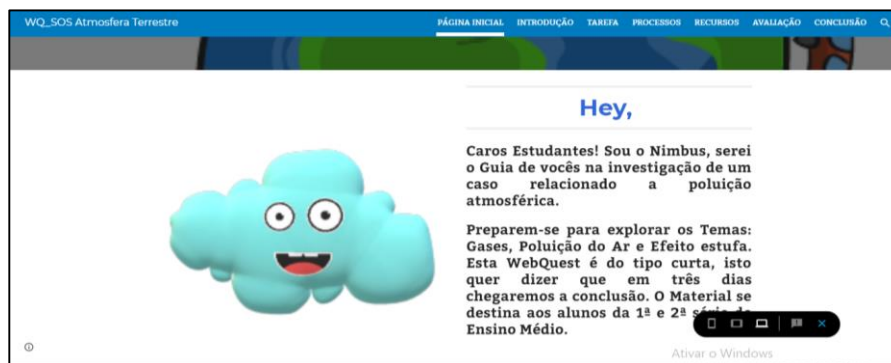 WQ_SOS Atmosfera Terrestre
PÁGINA INICIAL INTRODUÇÃO TAREFA PROCESSOS RECURSOS AVALIAÇÃO CONCLUSÃO
Hey,
Caros Estudantes! Sou o Nimbus, serei
o Guia de vocês na investigação de um
caso relacionado a poluição
atmosférica.
Preparem-se para explorar os Temas:
Gases, Poluição do Ar e Efeito estufa.
Esta WebQuest é do tipo curta, isto
quer dizer que em três dias
chegaremos a conclusão. O Material se
destina aos alunos da 1ª e 2ª
Ensino Médio.
Ativar o Windows